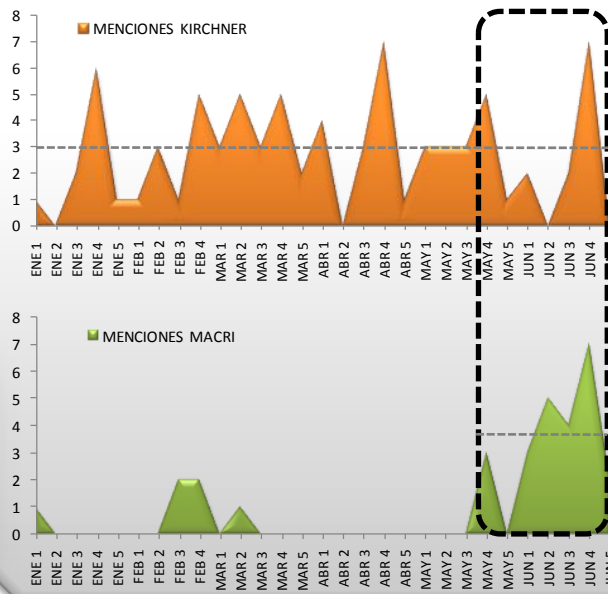 8
7
6
5
4
3
2
1
0
MENCIONES KIRCHNER
ENE 1
ENE 2
ENE 3
ENE 4
ENE 5
FEB 1
FEB 2
FEB 3
FEB 4
MAR 1
MAR 2
MAR 3
MAR 4
MAR 5
ABR 1
ABR 2
ABR 3
ABR 4
ABR 5
MAY 1
MAY 2
MAY 3
MAY 4
MAY 5
JUN 1
JUN 2
JUN 3
JUN 4
8
7
6
5
4
3
2
1
0
MENCIONES MACRI
ENE 1
ENE 2
ENE 3
ENE 4
ENE 5
FEB 1
FEB 2
FEB 3
FEB 4
MAR 1
MAR 2
MAR 3
MAR 4
MAR 5
ABR 1
ABR 2
ABR 3
ABR 4
ABR 5
MAY 1
MAY 2
MAY 3
MAY 4
MAY 5
JUN 1
JUN 2
JUN 3
JUN 4